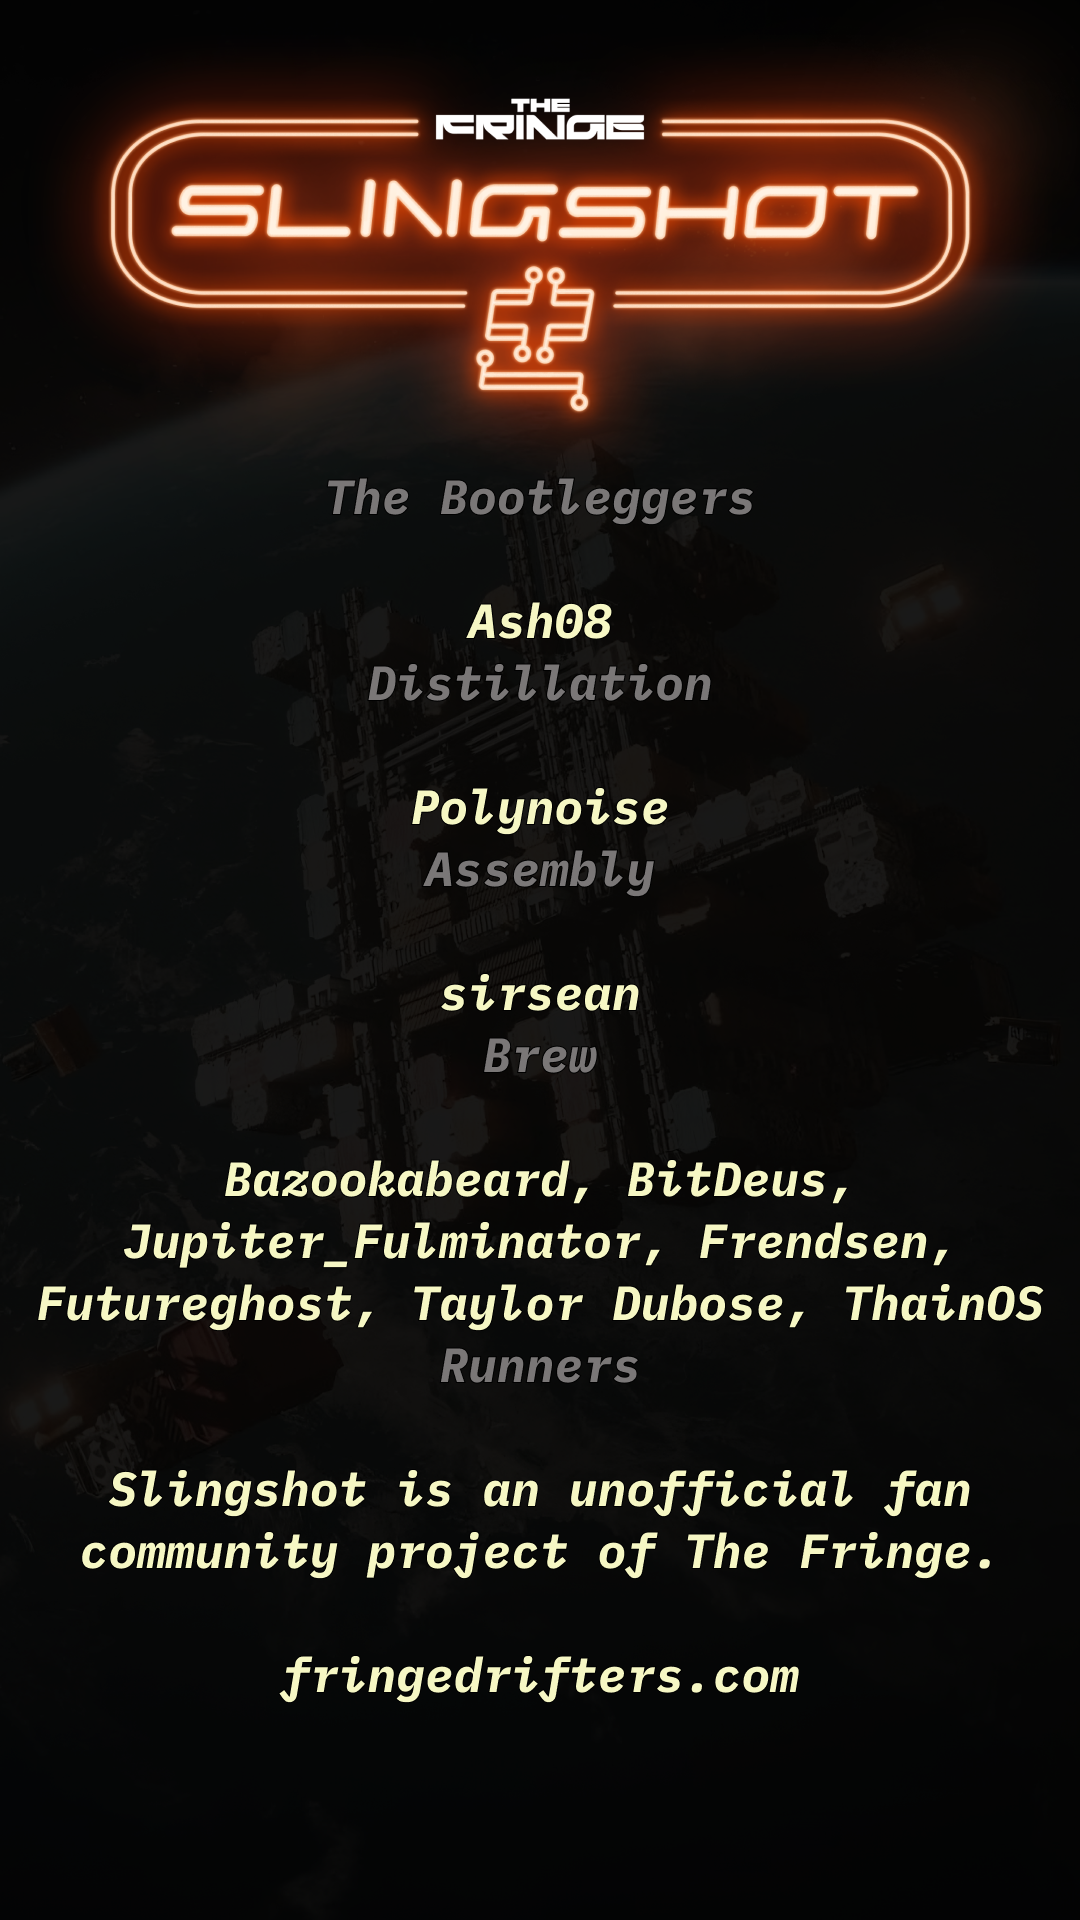 THE
FRINGE
SLINGSHOT
The Bootleggers
Ash08
Distillation
Polynoise
Assembly
sirsean
Brew
Bazookabeard, BitDeus,
Jupiter_Fulminator, Frendsen,
Futureghost, Taylor Dubose, ThainOS
Runners
Slingshot is an unofficial fan
community project of The Fringe.
fringedrifters.com